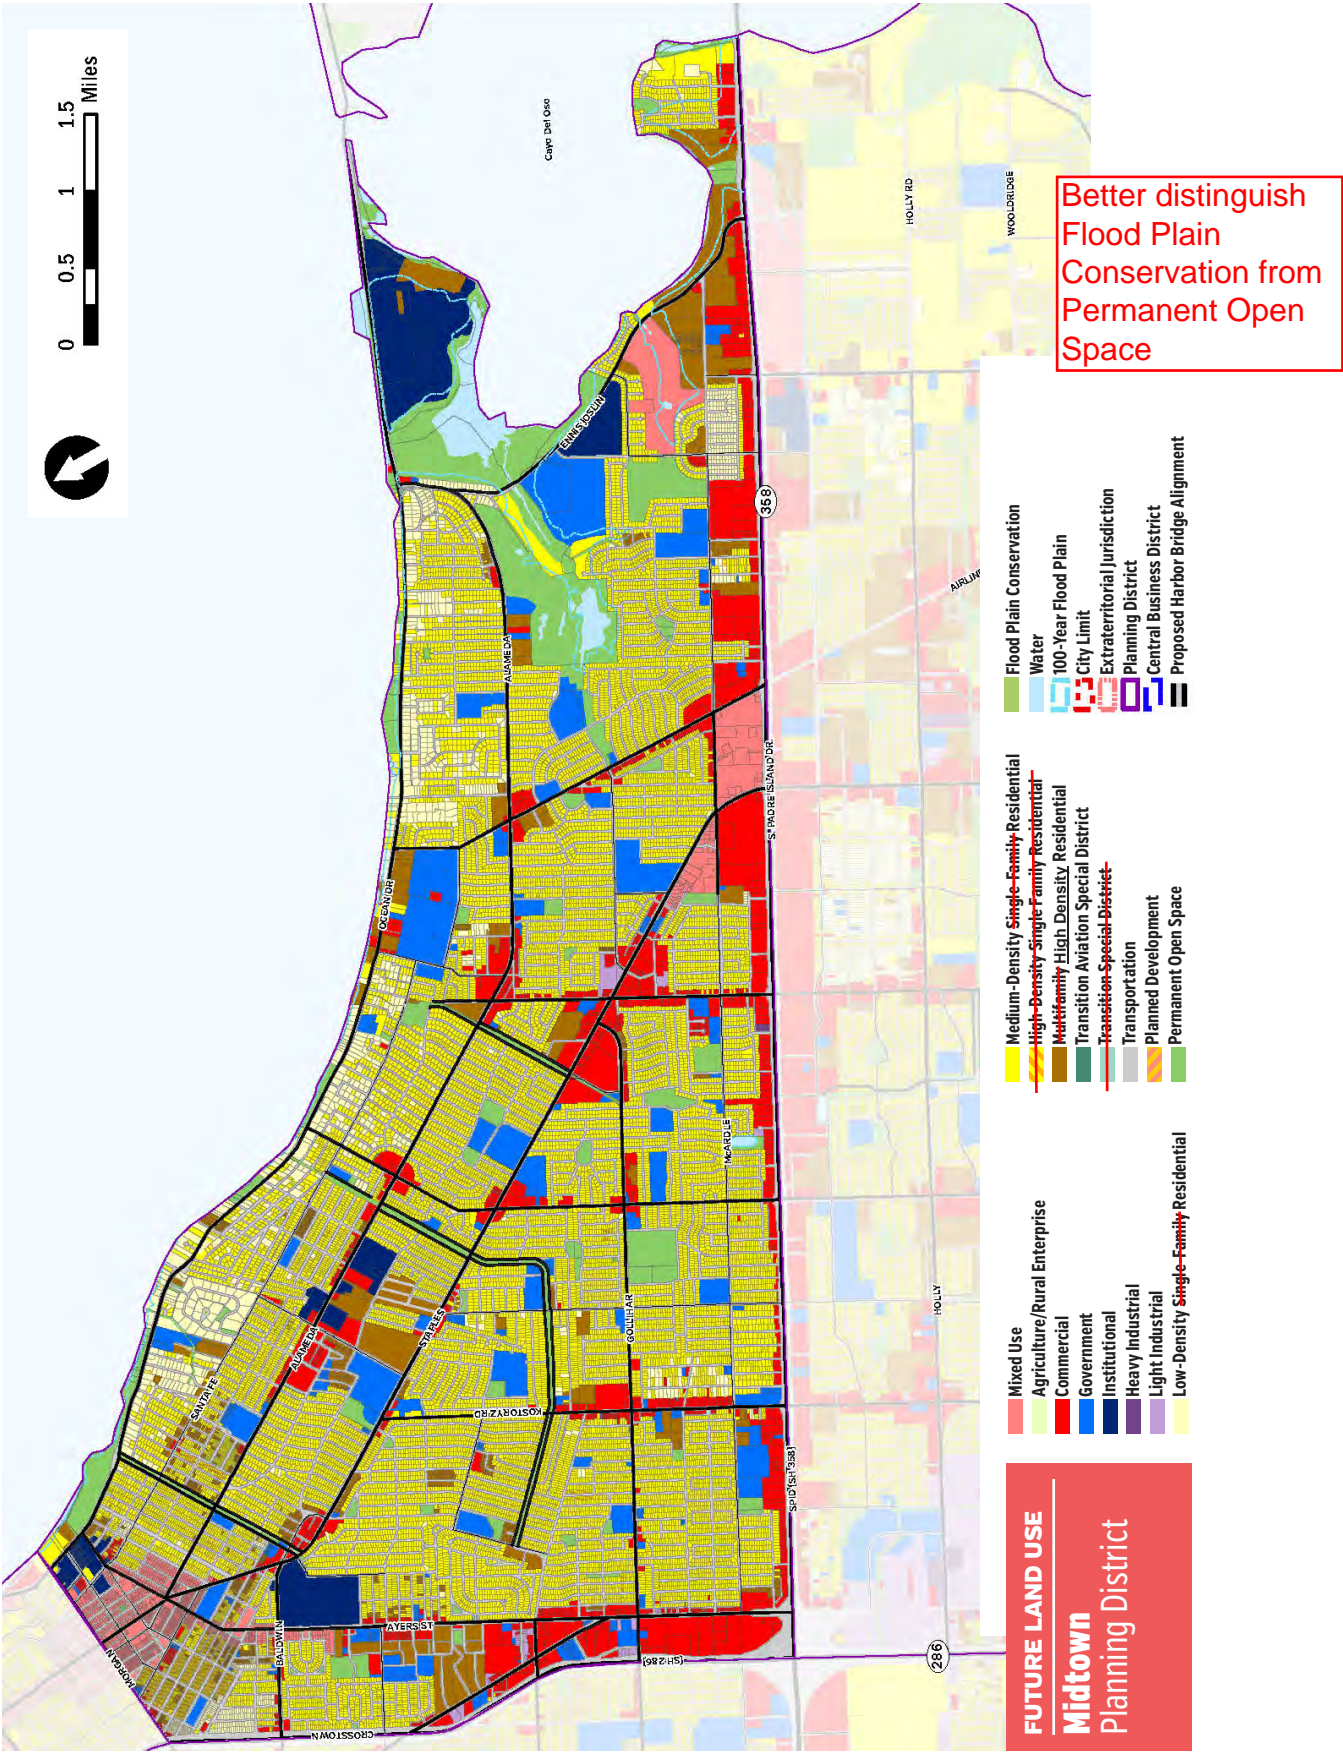 FUTURE LAND USE
Midtown
Planning District
Mixed Use
Agriculture/Rural Enterprise
Commercial
Government
Institutional
Heavy Industrial
Light Industrial
Low-Density Single-Family Residential
Medium-Density Single-Family Residential
High-Density Single-Family Residential
Multifamily High Density Residential
Transition Aviation Special District
Transition Special District
Transportation
Planned Development
Permanent Open Space
Flood Plain Conservation
Water
100-Year Flood Plain
City Limit
Extraterritorial Jurisdiction
Planning District
Central Business District
Proposed Harbor Bridge Alignment
Better distinguish
Flood Plain
Conservation from
Permanent Open
Space
0 0.5 1 1.5
Miles
Cayo Del Oso
ENNIS JOSLIN
ALAMEDA
OCEAN DR
SANTA FE
ALAMEDA
STAPLES
KOSTORYZ RD
GOLLIHAR
MCARDLE
MORGAN
BALDWIN
AYERS ST
CROSSTOWN
(SH 286)
286
SPID (SH 358)
S. PADRE ISLAND DR.
358
HOLLY
HOLLY RD
WOOLDRIDGE